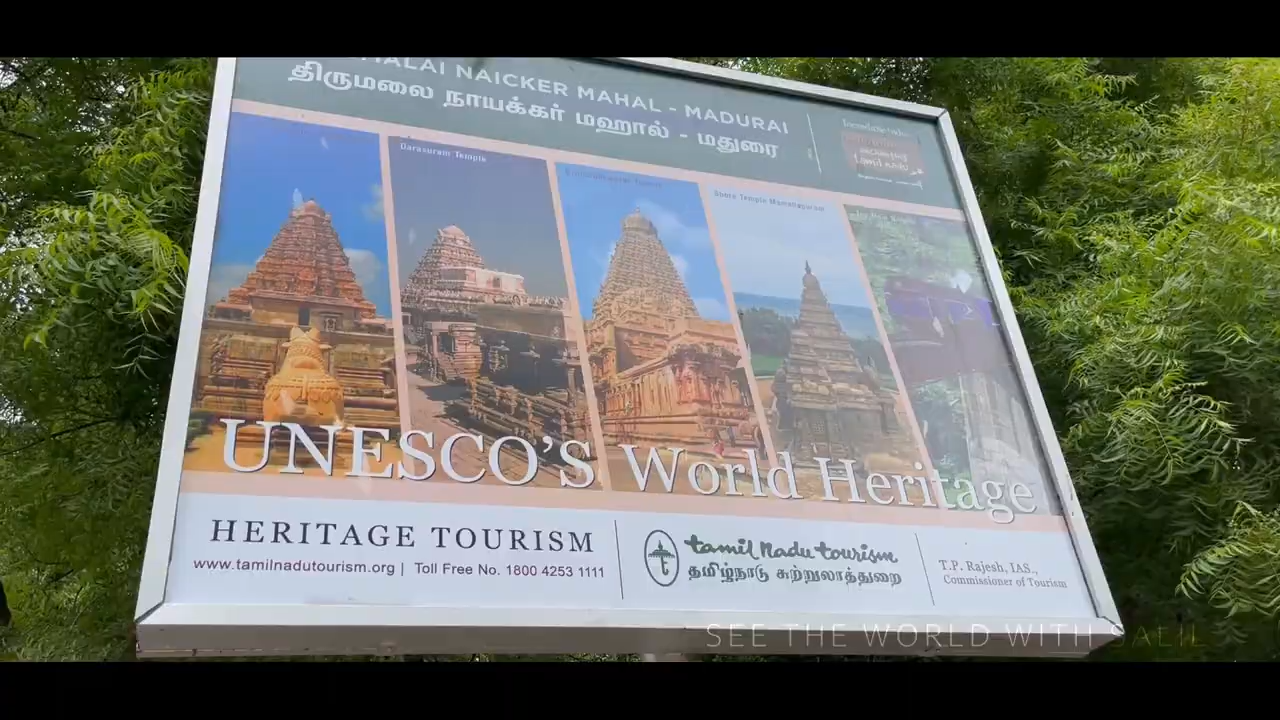 MALAI NAICKER MAHAL - MADURAI
திருமலை நாயக்கர் மஹால் - மதுரை
Darasuram Temple
Shore Temple Mamallapuram
UNESCO'S World Heritage
HERITAGE TOURISM
www.tamilnadutourism.org | Toll Free No. 1800 4253 1111
tamil nadu tourism
தமிழ்நாடு சுற்றுலாத்துறை
T.P. Rajesh, IAS.,
Commissioner of Tourism
SEE THE WORLD WITH SALIL